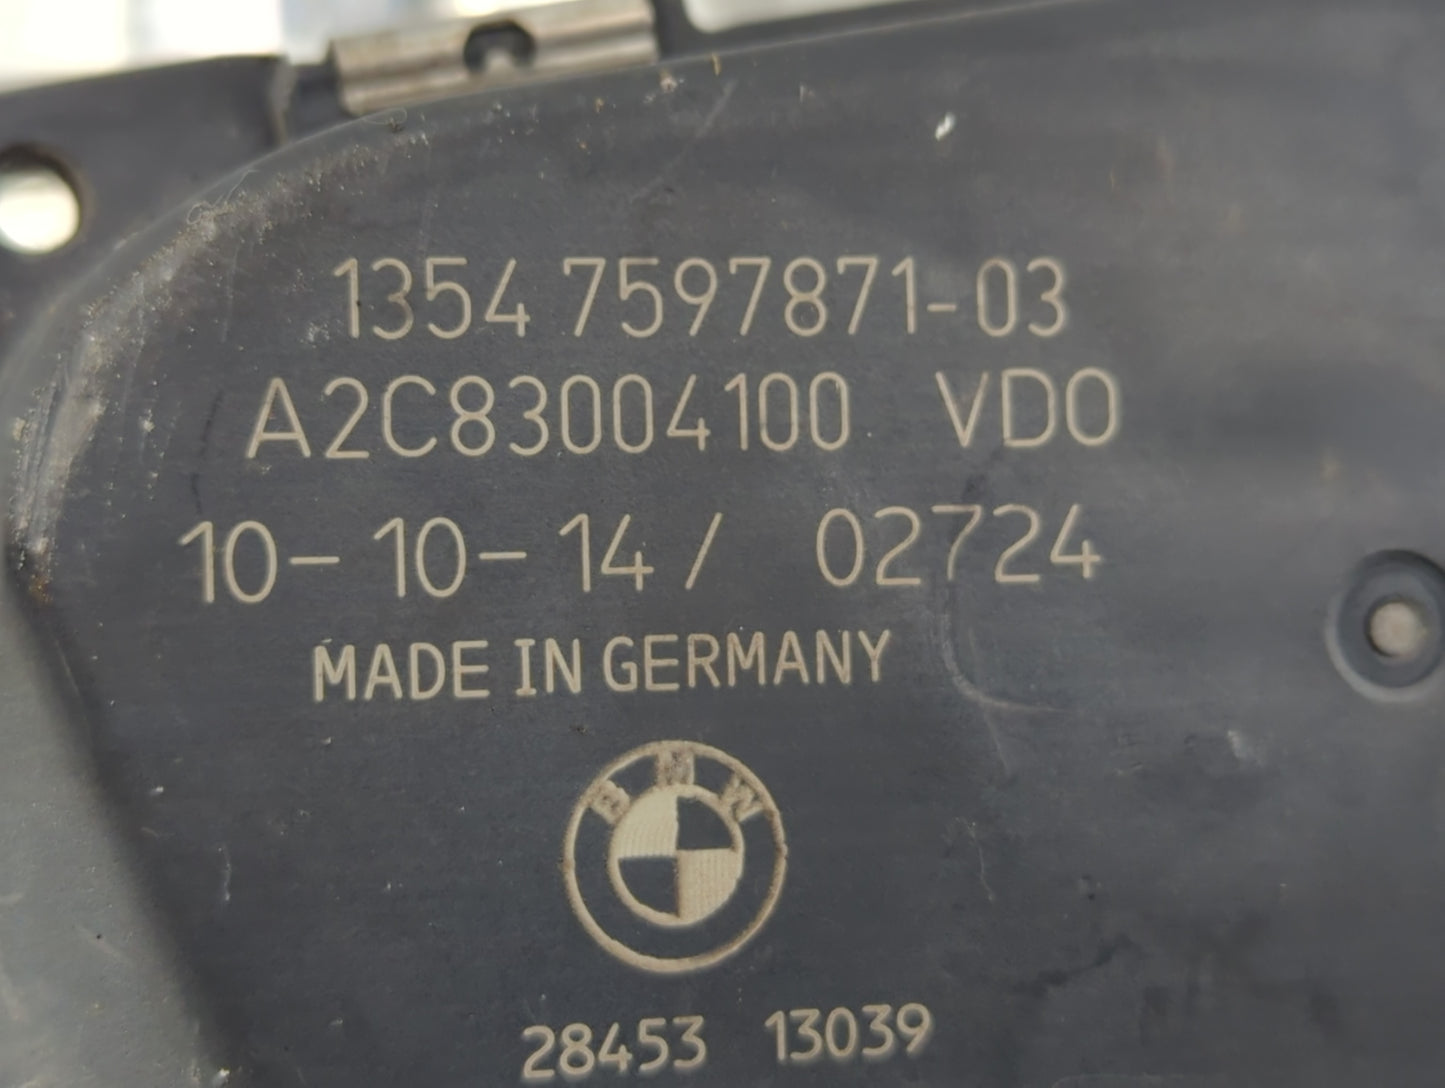 1354 7597871-03
A2C83004100 VDO
10-10-14/ 02724
MADE IN GERMANY
BMW
28453 13039